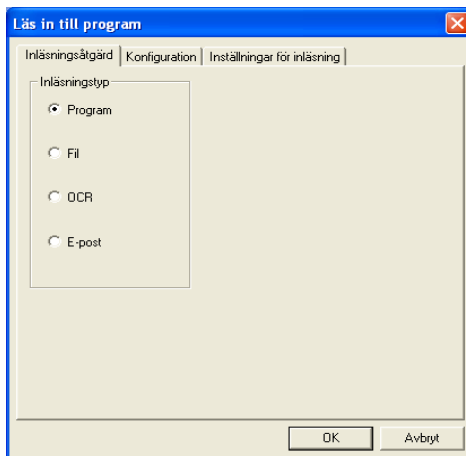 Läs in till program
Inläsningsåtgärd Konfiguration Inställningar för inläsning
Inläsningstyp
Program
Fil
OCR
E-post
OK Avbryt